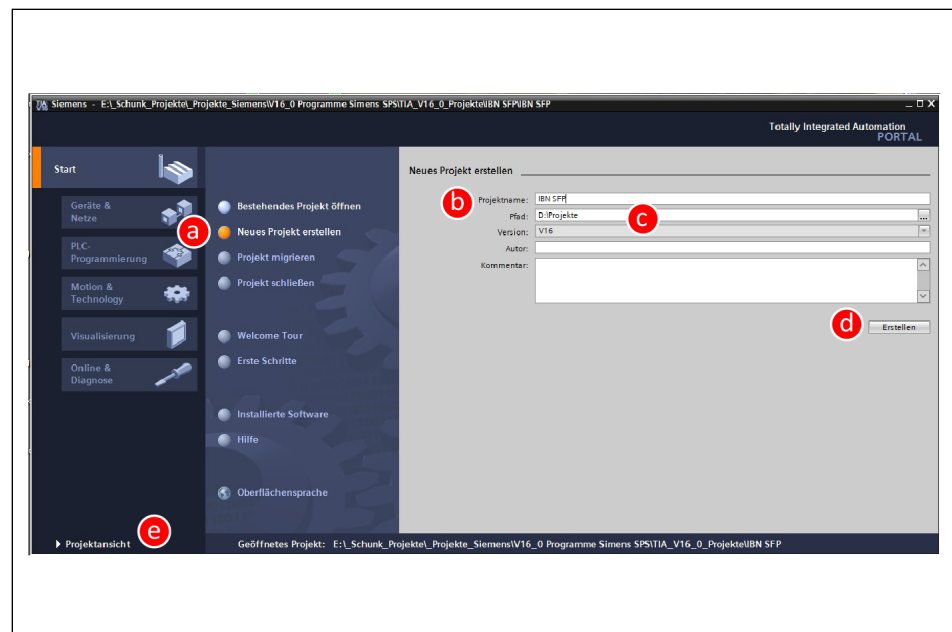 Siemens - E:\_Schunk_Projekte\_Projekte_Siemens\V16_0 Programme Simens SPS\TIA_V16_0_Projekte\IBN SFP\IBN SFP
Totally Integrated Automation
PORTAL
Start
Geräte &
Netze
PLC-
Programmierung
Motion &
Technology
Visualisierung
Online &
Diagnose
Projektansicht
e
Bestehendes Projekt öffnen
a
Neues Projekt erstellen
Projekt migrieren
Projekt schließen
Welcome Tour
Erste Schritte
Installierte Software
Hilfe
Oberflächensprache
Neues Projekt erstellen
b
Projektname: IBN SFP
Pfad: D:\Projekte
c
...
Version: V16
Autor:
Kommentar:
d
Erstellen
Geöffnetes Projekt: E:\_Schunk_Projekte\_Projekte_Siemens\V16_0 Programme Simens SPS\TIA_V16_0_Projekte\IBN SFP